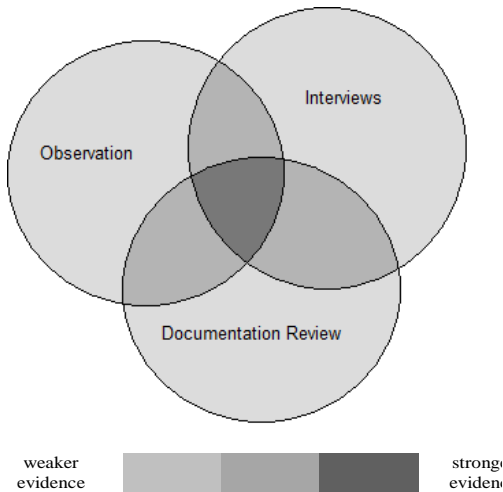 Interviews
Observation
Documentation Review
weaker
evidence
stronge
evidenc